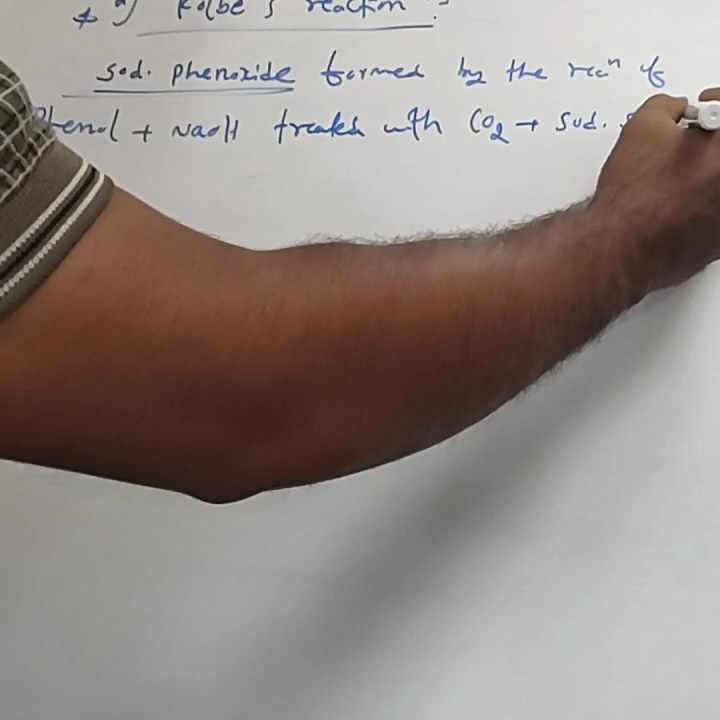 * a) Kolbe's reaction :
Sod. phenoxide formed by the reaⁿ of
Phenol + NaOH treated with CO₂ → Sod.